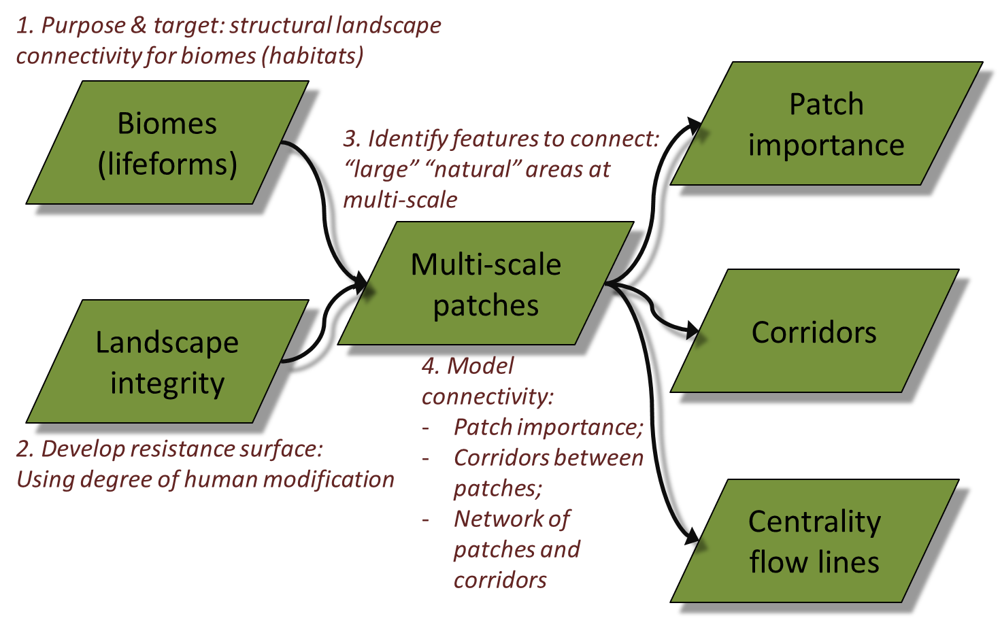 1. Purpose & target: structural landscape
connectivity for biomes (habitats)
Biomes
(lifeforms)
Landscape
integrity
2. Develop resistance surface:
Using degree of human modification
3. Identify features to connect:
“large” “natural” areas at
multi-scale
Multi-scale
patches
4. Model
connectivity:
- Patch importance;
- Corridors between
patches;
- Network of
patches and
corridors
Patch
importance
Corridors
Centrality
flow lines